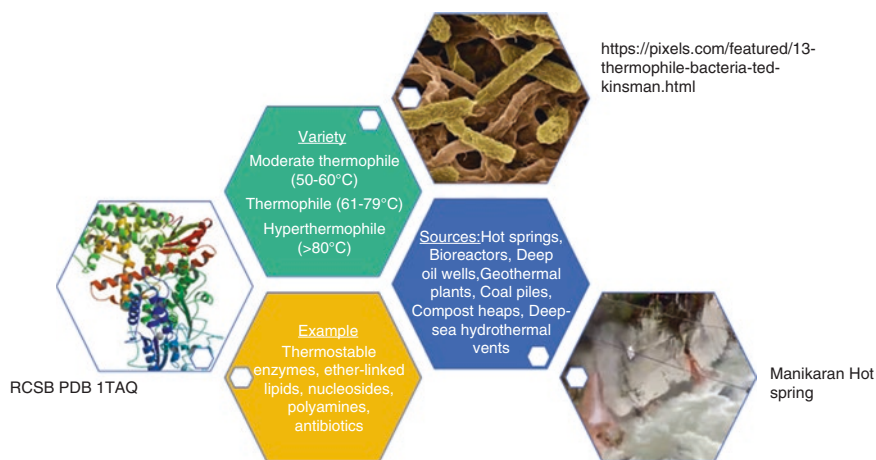 https://pixels.com/featured/13-
thermophile-bacteria-ted-
kinsman.html
Variety
Moderate thermophile
(50-60°C)
Thermophile (61-79°C)
Hyperthermophile
(>80°C)
Sources:Hot springs,
Bioreactors, Deep
oil wells,Geothermal
plants, Coal piles,
Compost heaps, Deep-
sea hydrothermal
vents
Example
Thermostable
enzymes, ether-linked
lipids, nucleosides,
polyamines,
antibiotics
RCSB PDB 1TAQ
Manikaran Hot
spring